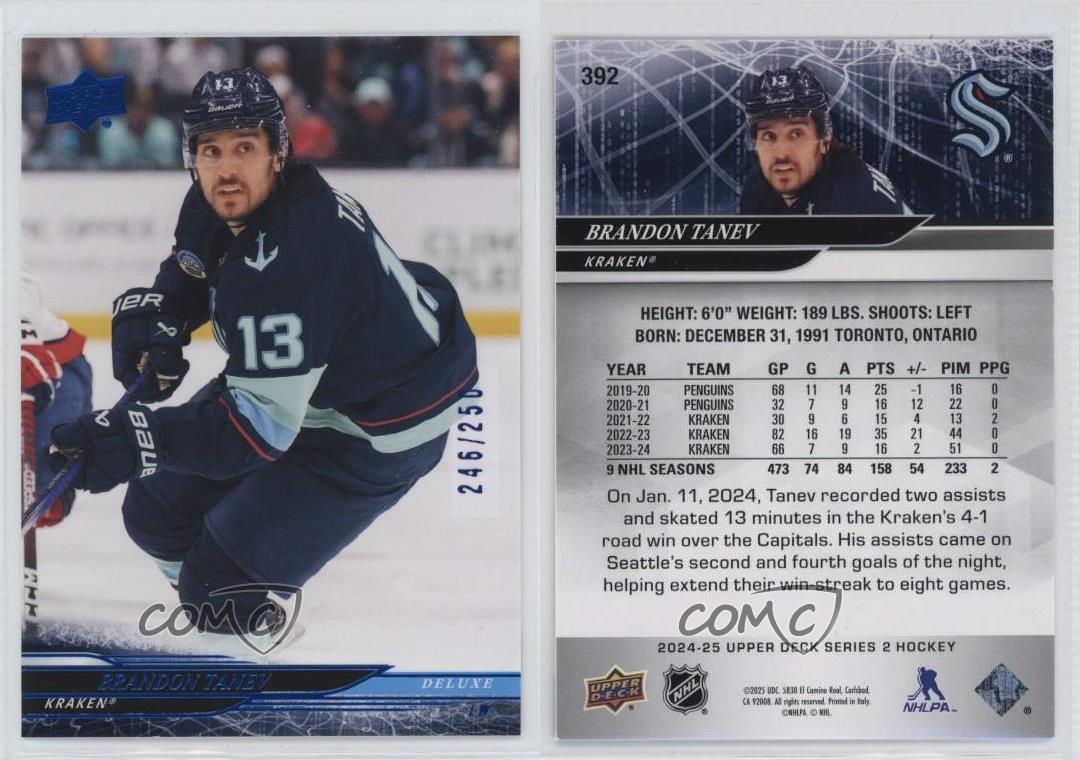 13
BAUER
TAN
13
13
BAUER
246/250
CCM
COMC
BRANDON TANEV
KRAKEN®
DELUXE
LW
392
13
TAN
®
BRANDON TANEV
KRAKEN®
HEIGHT: 6'0" WEIGHT: 189 LBS. SHOOTS: LEFT
BORN: DECEMBER 31, 1991 TORONTO, ONTARIO
YEAR TEAM GP G A PTS +/- PIM PPG
2019-20 PENGUINS 68 11 14 25 -1 16 0
2020-21 PENGUINS 32 7 9 16 12 22 0
2021-22 KRAKEN 30 9 6 15 4 13 2
2022-23 KRAKEN 82 16 19 35 21 44 0
2023-24 KRAKEN 66 7 9 16 2 51 0
9 NHL SEASONS 473 74 84 158 54 233 2
On Jan. 11, 2024, Tanev recorded two assists
and skated 13 minutes in the Kraken's 4-1
road win over the Capitals. His assists came on
Seattle's second and fourth goals of the night,
helping extend their win-streak to eight games.
COMC
2024-25 UPPER DECK SERIES 2 HOCKEY
UPPER DECK
NHL
©2025 UDC. 5830 El Camino Real, Carlsbad,
CA 92008. All rights reserved. Printed in Italy.
©NHLPA. © NHL.
NHLPA